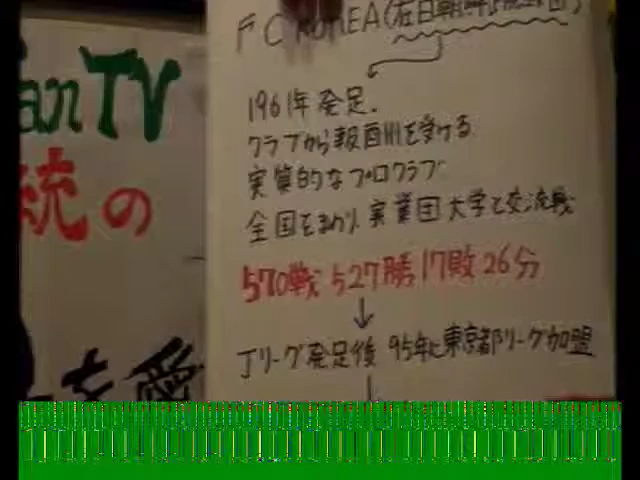 anTV
統の
を愛
FC KOREA(在日朝鮮蹴球団)
1961年発足.
クラブから報酬を受ける
実質的なプロクラブ
全国をまわり、実業団大学と交流戦
570戦 527勝 17敗 26分
↓
Jリーグ発足後 95年に東京都リーグ加盟